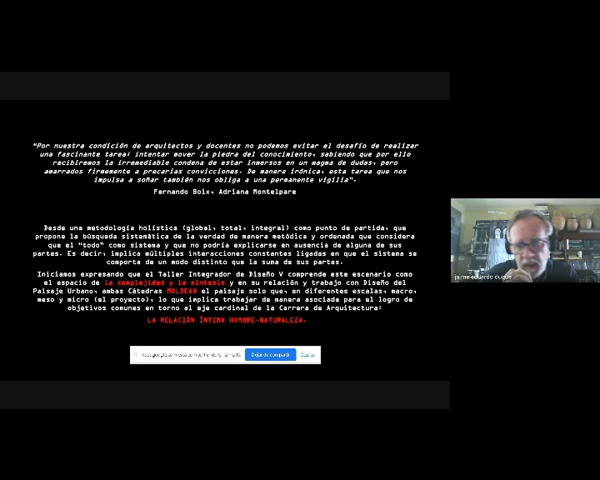 "Por nuestra condición de arquitectos y docentes no podemos evitar el desafío de realizar
una fascinante tarea: intentar mover la piedra del conocimiento, sabiendo que por ello
recibiremos la irremediable condena de estar inmersos en un magma de dudas, pero
amarrados firmemente a precarias convicciones. De manera irónica, esta tarea que nos
impulsa a soñar también nos obliga a una permanente vigilia".
Fernando Boix, Adriana Montelpare
Desde una metodología holística (global, total, integral) como punto de partida, que
propone la búsqueda sistemática de la verdad de manera metódica y ordenada que considera
que el "todo" como sistema y que no podría explicarse en ausencia de alguna de sus
partes. Es decir, implica múltiples interacciones constantes ligadas en que el sistema se
comporta de un modo distinto que la suma de sus partes.
Iniciamos expresando que el Taller Integrador de Diseño V comprende este escenario como
el espacio de la complejidad y la síntesis y en su relación y trabajo con Diseño del
Paisaje Urbano, ambas Cátedras MOLDEAN el paisaje solo que, en diferentes escalas, macro,
meso y micro (el proyecto), lo que implica trabajar de manera asociada para el logro de
objetivos comunes en torno al eje cardinal de la Carrera de Arquitectura:
LA RELACIÓN ÍNTIMA HOMBRE-NATURALEZA.
meet.google.com está compartiendo tu pantalla. Dejar de compartir Ocultar
jaime eduardo duque